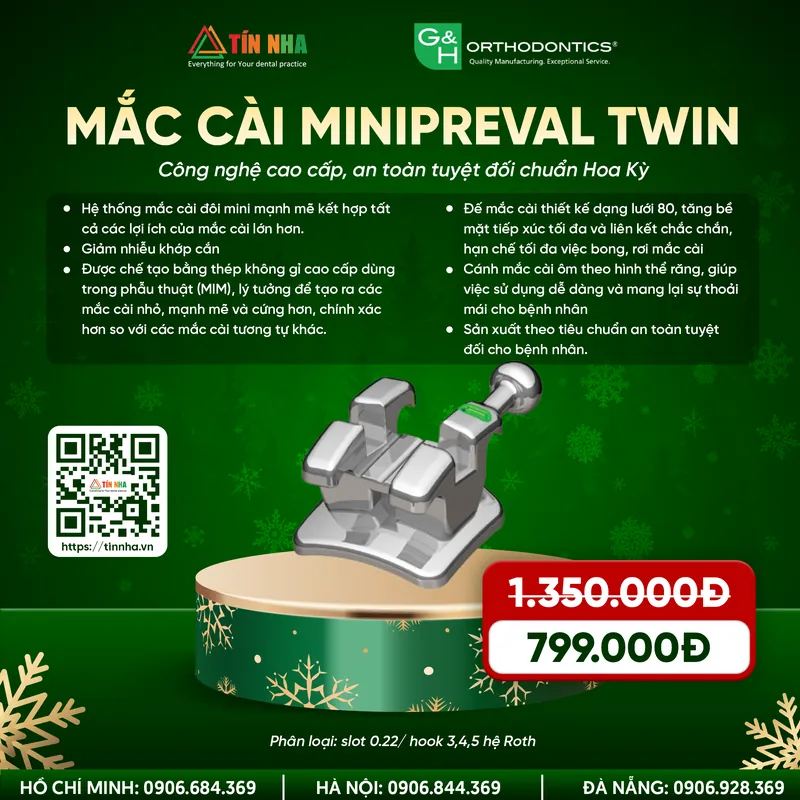 TÍN NHA
Everything for Your dental practice
G&H ORTHODONTICS®
Quality Manufacturing. Exceptional Service.
MẮC CÀI MINIPREVAL TWIN
Công nghệ cao cấp, an toàn tuyệt đối chuẩn Hoa Kỳ
• Hệ thống mắc cài đôi mini mạnh mẽ kết hợp tất
cả các lợi ích của mắc cài lớn hơn.
• Giảm nhiễu khớp cắn
• Được chế tạo bằng thép không gỉ cao cấp dùng
trong phẫu thuật (MIM), lý tưởng để tạo ra các
mắc cài nhỏ, mạnh mẽ và cứng hơn, chính xác
hơn so với các mắc cài tương tự khác.
• Đế mắc cài thiết kế dạng lưới 80, tăng bề
mặt tiếp xúc tối đa và liên kết chắc chắn,
hạn chế tối đa việc bong, rơi mắc cài
• Cánh mắc cài ôm theo hình thể răng, giúp
việc sử dụng dễ dàng và mang lại sự thoải
mái cho bệnh nhân
• Sản xuất theo tiêu chuẩn an toàn tuyệt
đối cho bệnh nhân.
TÍN NHA
https://tinnha.vn
1.350.000Đ
799.000Đ
Phân loại: slot 0.22/ hook 3,4,5 hệ Roth
HỒ CHÍ MINH: 0906.684.369
HÀ NỘI: 0906.844.369
ĐÀ NẴNG: 0906.928.369